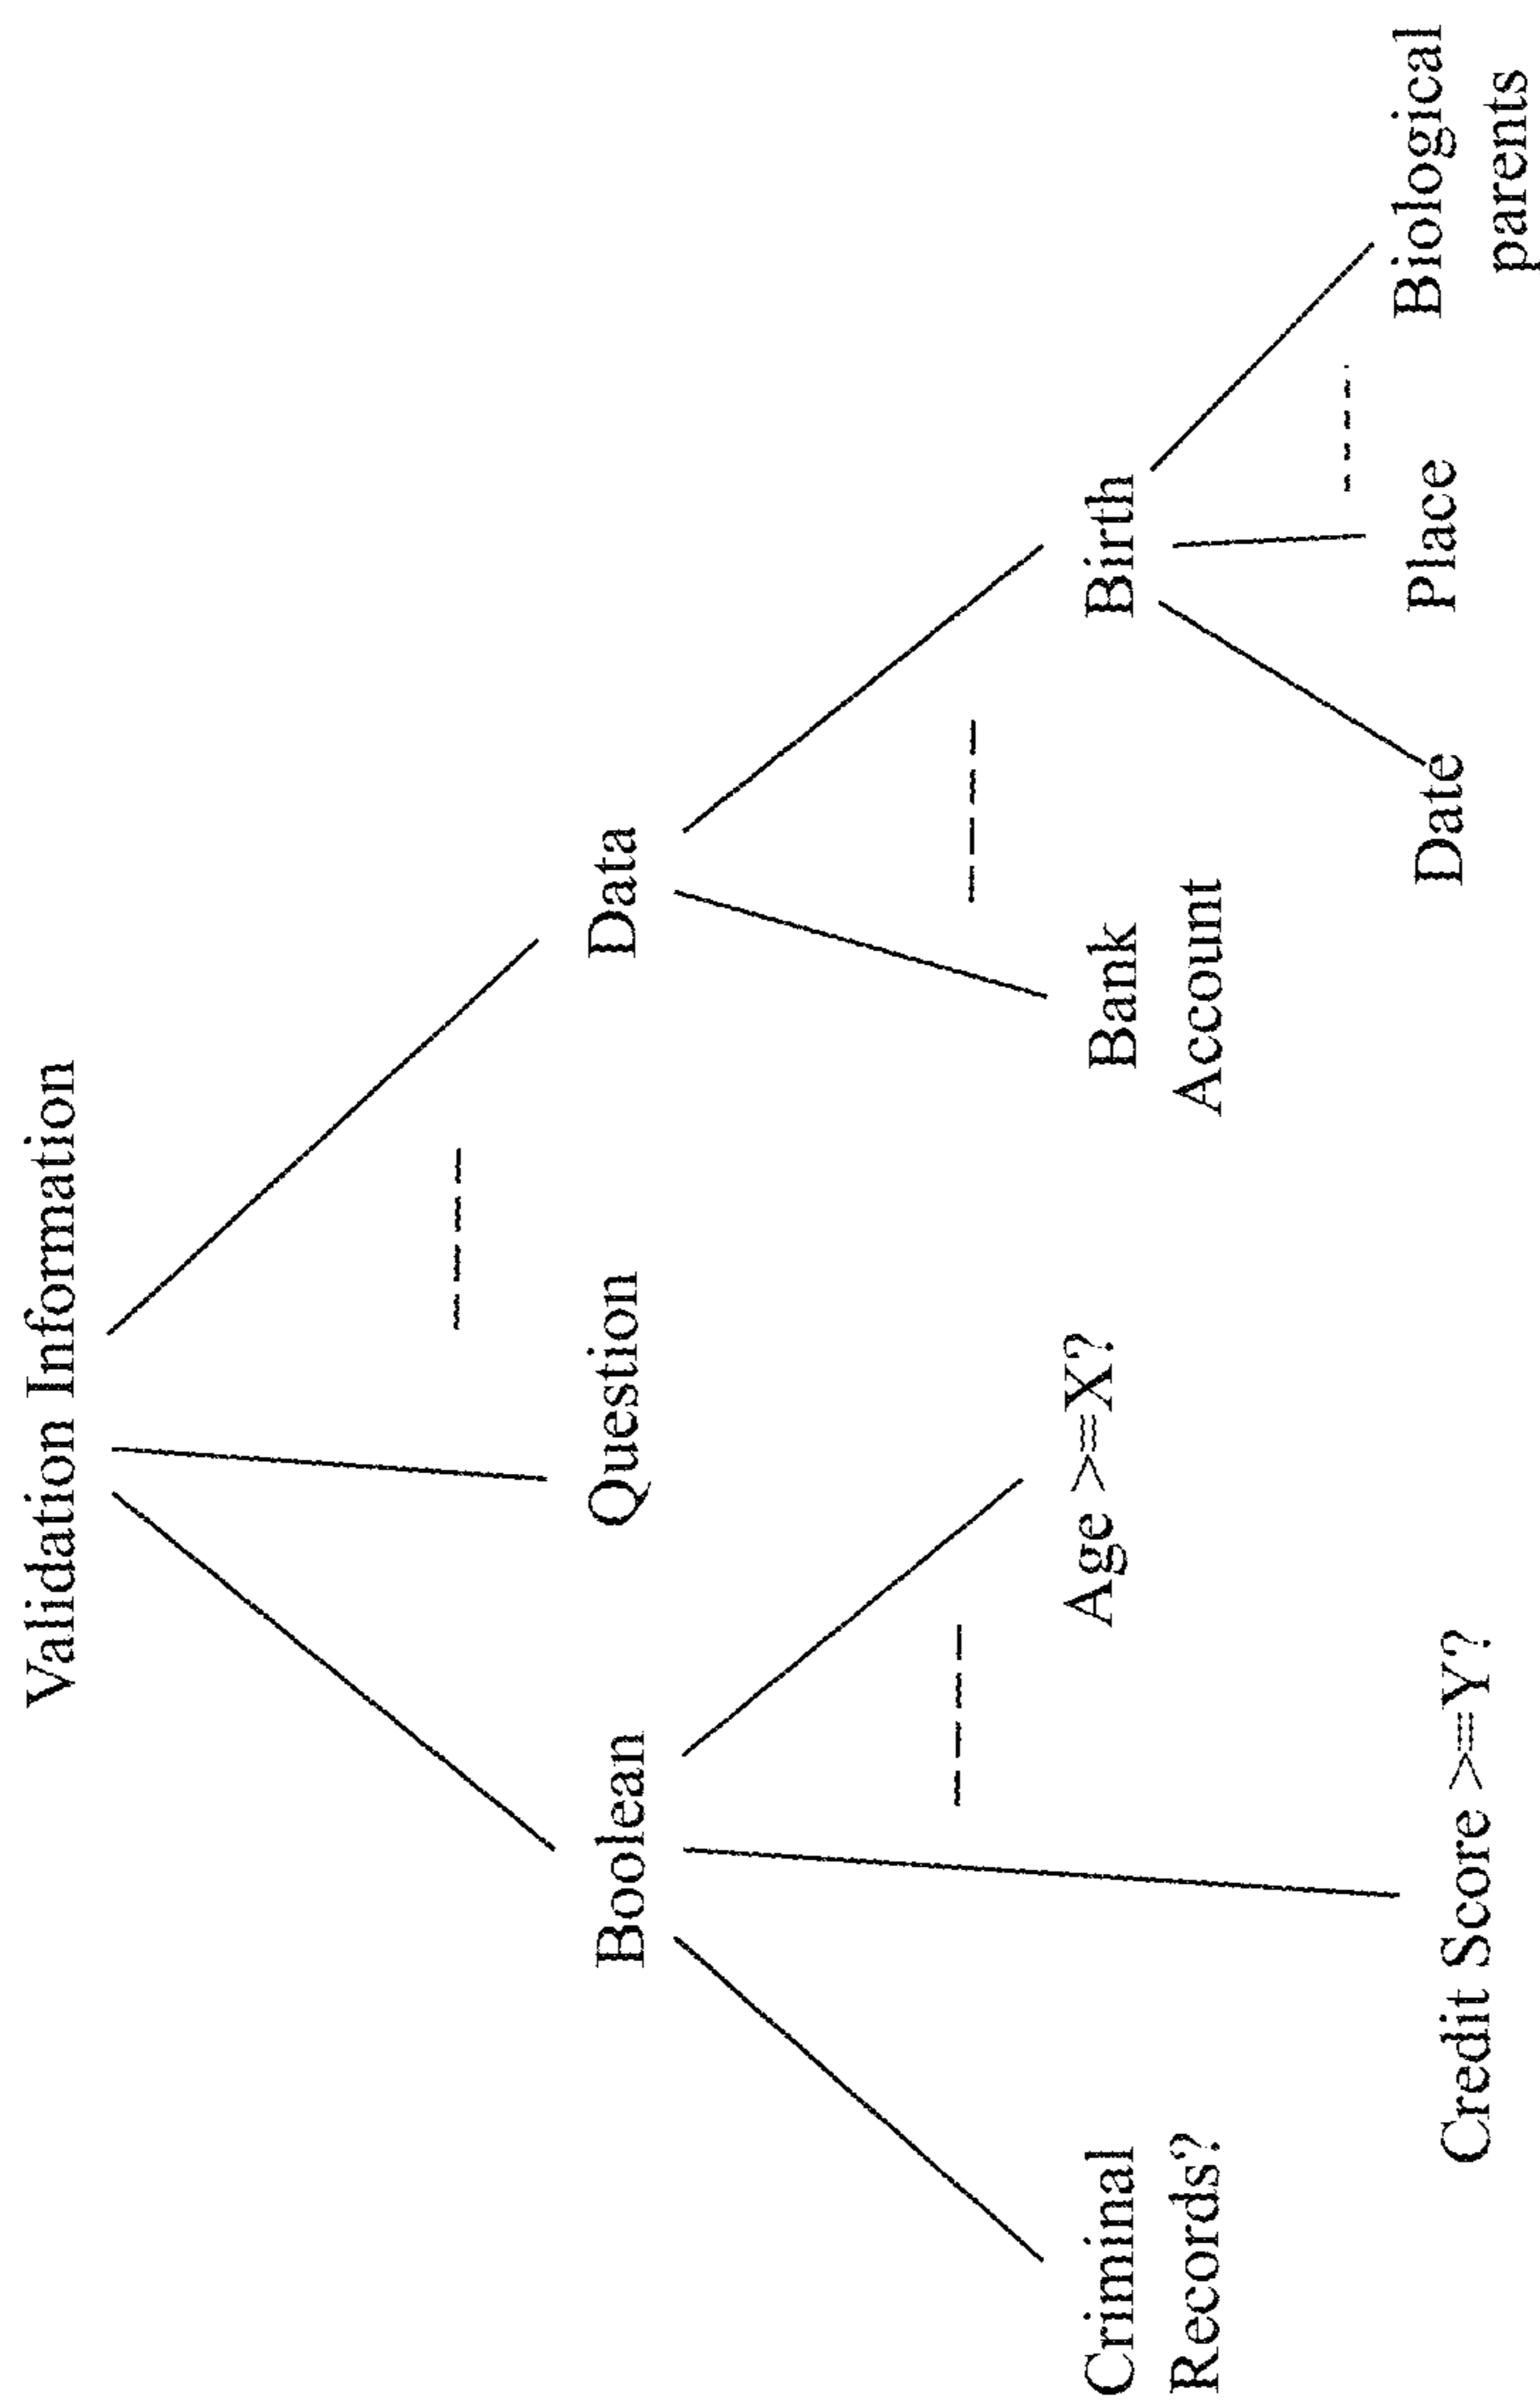 Validation Information
Boolean
Question
Data
Criminal
Records?
Credit Score >=Y?
Age >=X?
Bank
Account
Birth
Date
Place
Biological
parents